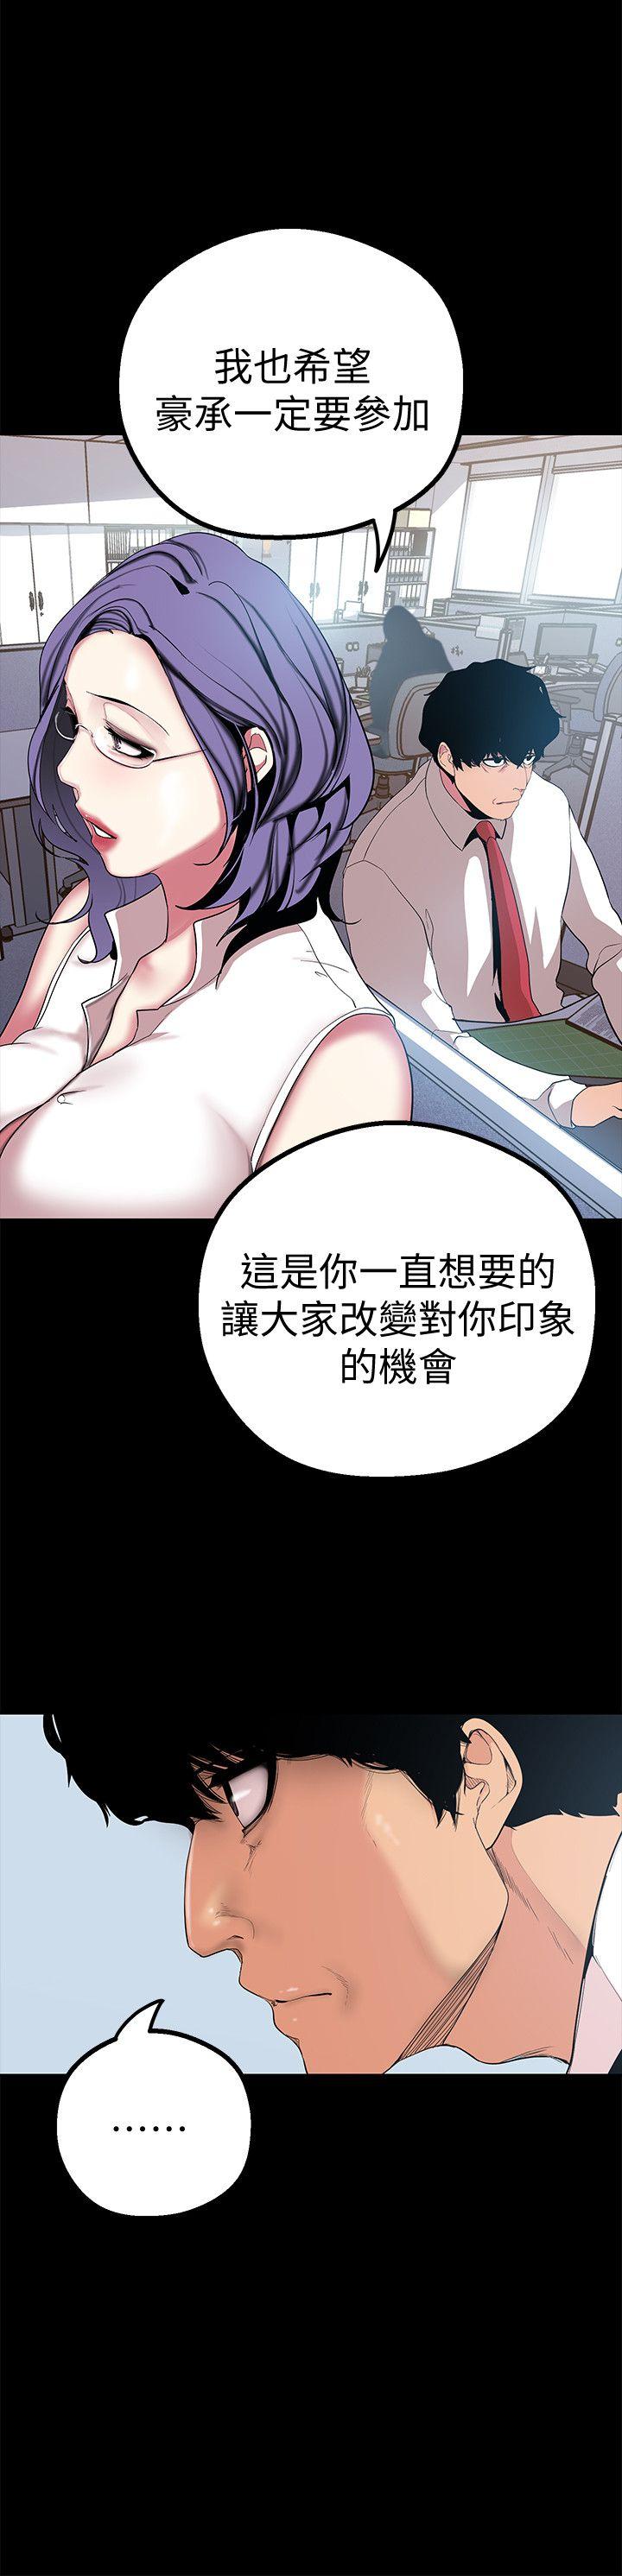 我也希望
豪承一定要參加
這是你一直想要的
讓大家改變對你印象
的機會
……